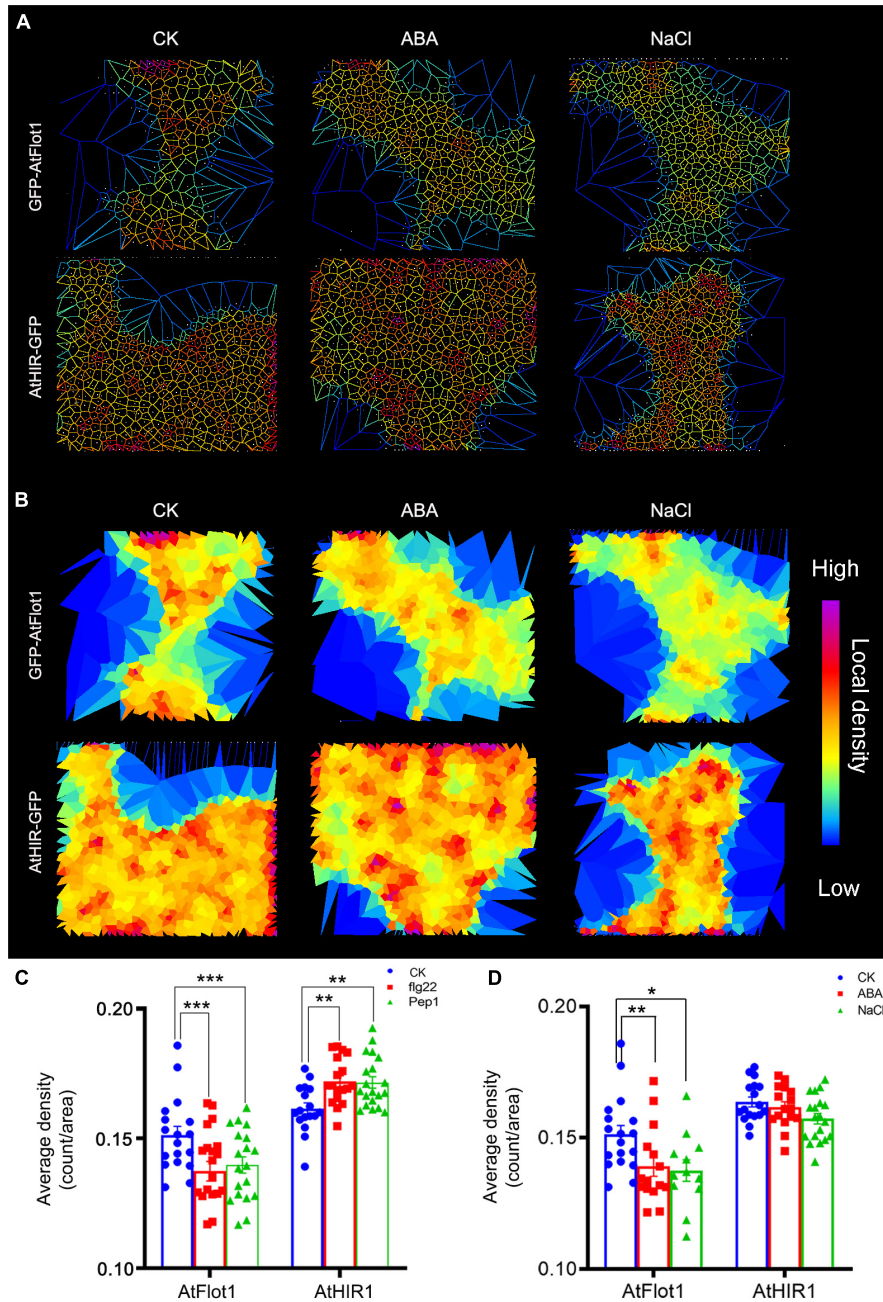 A
CK
ABA
NaCl
GFP-AtFlot1
AtHIR-GFP
B
CK
ABA
NaCl
GFP-AtFlot1
AtHIR-GFP
High
Local density
Low
C
CK
flg22
Pep1
***
***
**
**
0.20
0.15
0.10
Average density
(count/area)
AtFlot1
AtHIR1
D
CK
ABA
NaCl
*
**
0.20
0.15
0.10
Average density
(count/area)
AtFlot1
AtHIR1